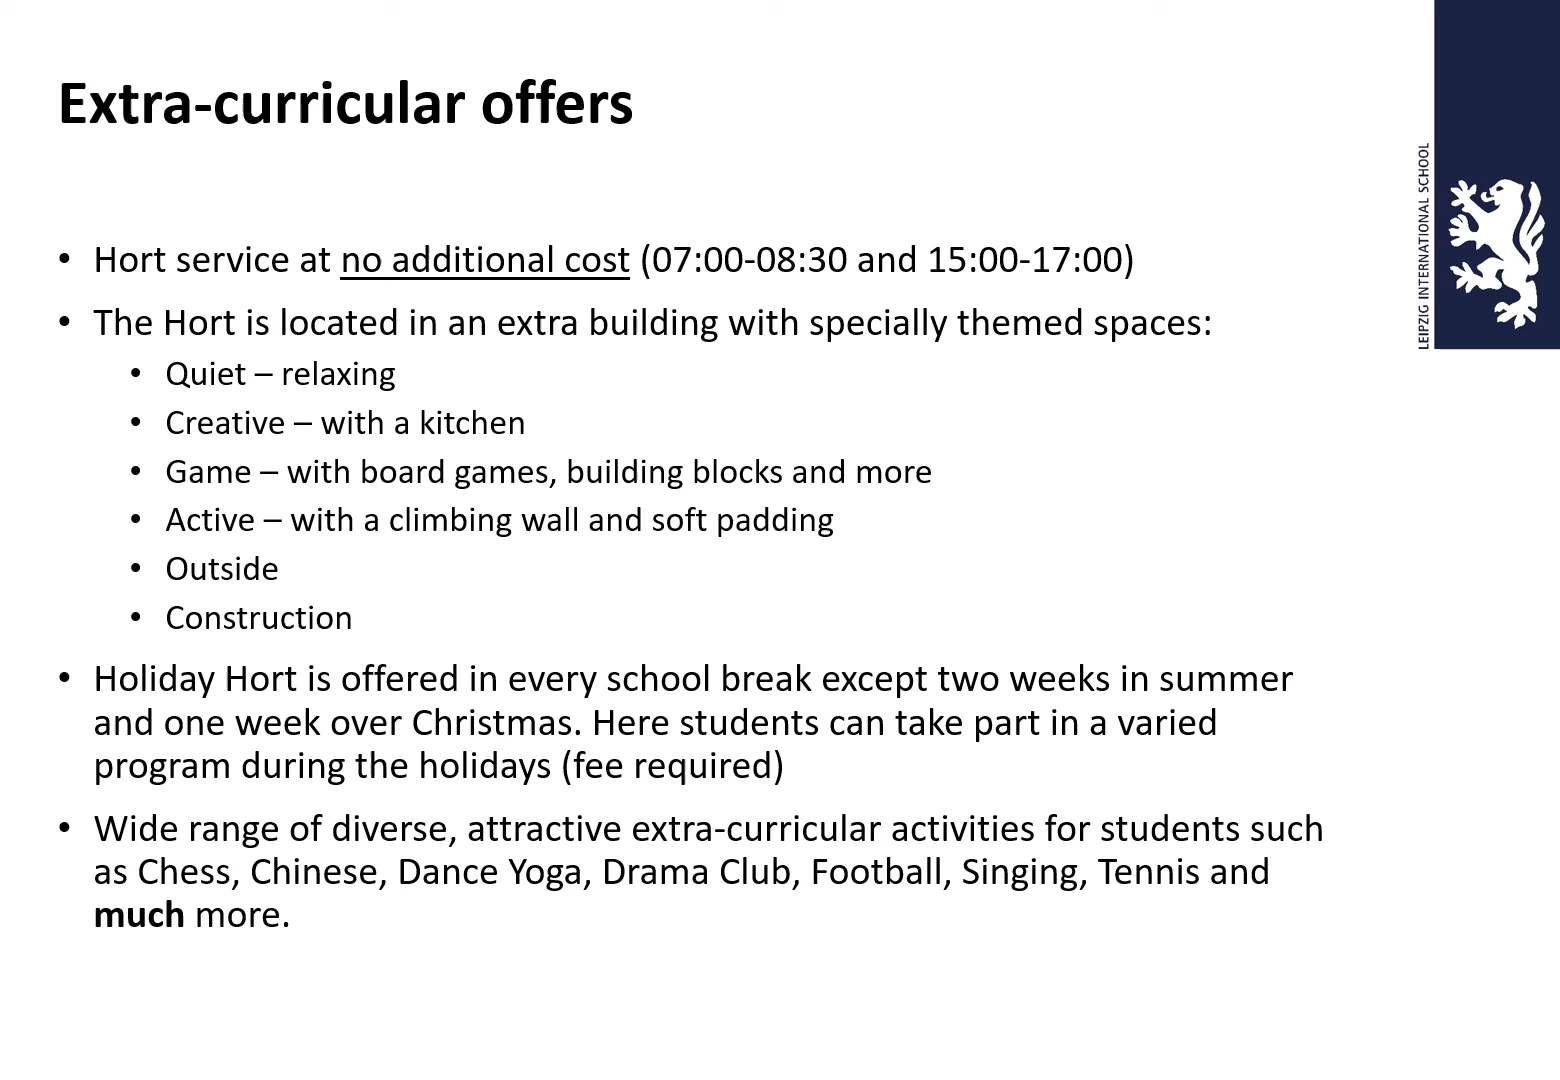 Extra-curricular offers
LEIPZIG INTERNATIONAL SCHOOL
• Hort service at no additional cost (07:00-08:30 and 15:00-17:00)
• The Hort is located in an extra building with specially themed spaces:
• Quiet – relaxing
• Creative – with a kitchen
• Game – with board games, building blocks and more
• Active – with a climbing wall and soft padding
• Outside
• Construction
• Holiday Hort is offered in every school break except two weeks in summer
and one week over Christmas. Here students can take part in a varied
program during the holidays (fee required)
• Wide range of diverse, attractive extra-curricular activities for students such
as Chess, Chinese, Dance Yoga, Drama Club, Football, Singing, Tennis and
much more.